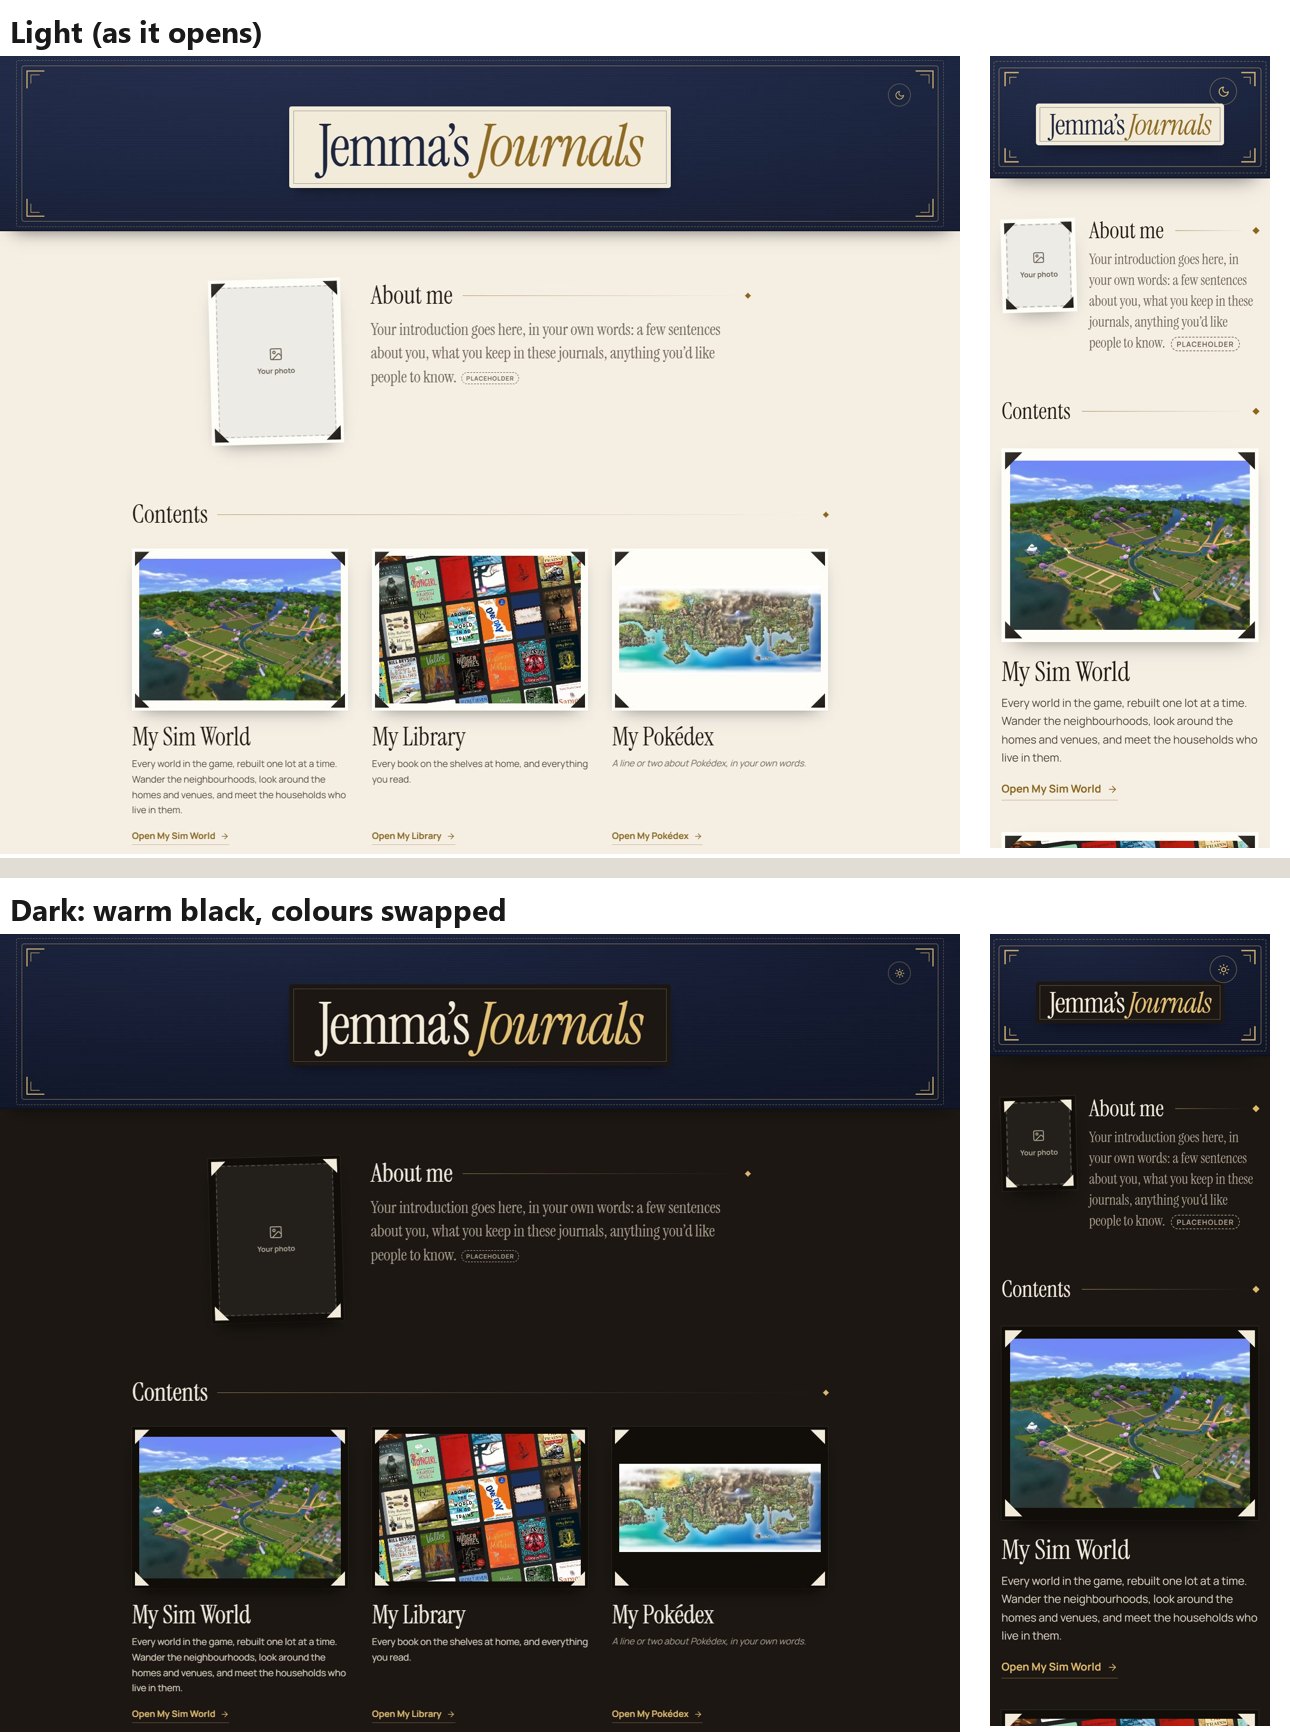 Light (as it opens)
Jemma's Journals
Your photo
About me
Your introduction goes here, in your own words: a few sentences
about you, what you keep in these journals, anything you'd like
people to know. PLACEHOLDER
Contents
My Sim World
Every world in the game, rebuilt one lot at a time.
Wander the neighbourhoods, look around the
homes and venues, and meet the households who
live in them.
Open My Sim World →
My Library
Every book on the shelves at home, and everything
you read.
Open My Library →
My Pokédex
A line or two about Pokédex, in your own words.
Open My Pokédex →
Jemma's Journals
Your photo
About me
Your introduction goes here, in
your own words: a few sentences
about you, what you keep in these
journals, anything you'd like
people to know. PLACEHOLDER
Contents
My Sim World
Every world in the game, rebuilt one lot at a time.
Wander the neighbourhoods, look around the
homes and venues, and meet the households who
live in them.
Open My Sim World →
Dark: warm black, colours swapped
Jemma's Journals
Your photo
About me
Your introduction goes here, in your own words: a few sentences
about you, what you keep in these journals, anything you'd like
people to know. PLACEHOLDER
Contents
My Sim World
Every world in the game, rebuilt one lot at a time.
Wander the neighbourhoods, look around the
homes and venues, and meet the households who
live in them.
Open My Sim World →
My Library
Every book on the shelves at home, and everything
you read.
Open My Library →
My Pokédex
A line or two about Pokédex, in your own words.
Open My Pokédex →
Jemma's Journals
Your photo
About me
Your introduction goes here, in
your own words: a few sentences
about you, what you keep in these
journals, anything you'd like
people to know. PLACEHOLDER
Contents
My Sim World
Every world in the game, rebuilt one lot at a time.
Wander the neighbourhoods, look around the
homes and venues, and meet the households who
live in them.
Open My Sim World →